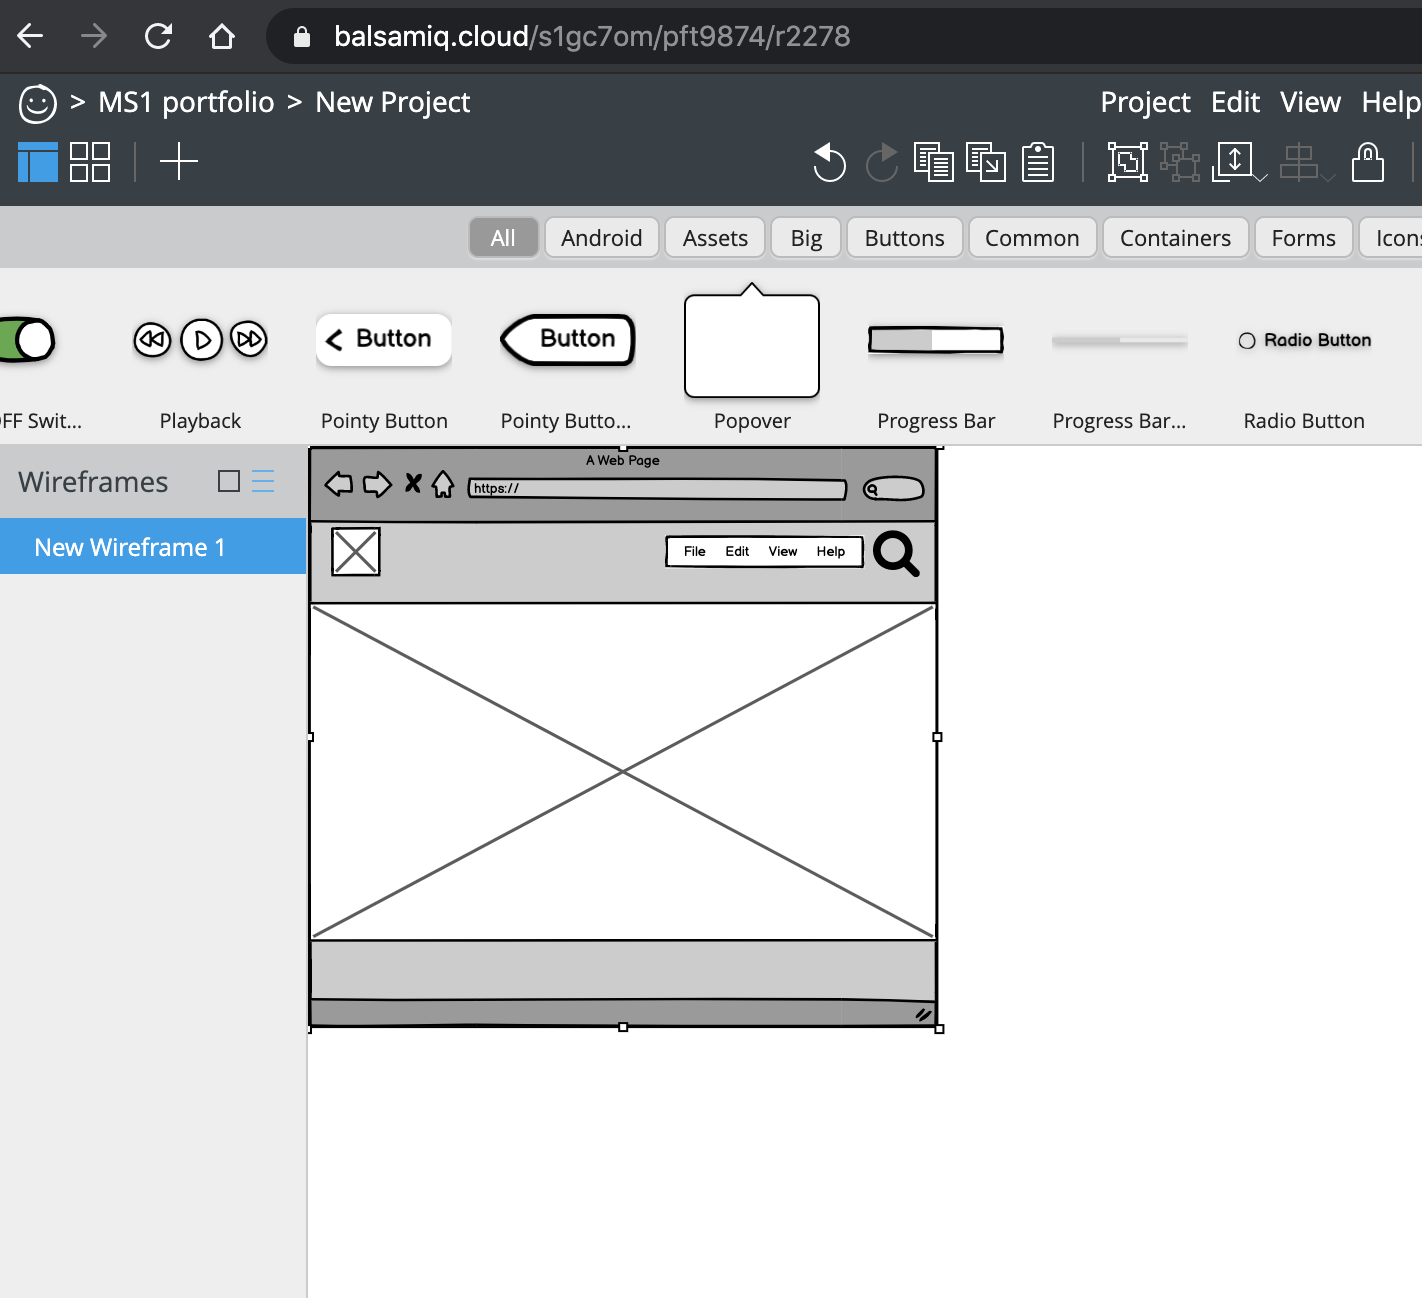 balsamiq.cloud/s1gc7om/pft9874/r2278
> MS1 portfolio > New Project
Project Edit View Help
All Android Assets Big Buttons Common Containers Forms Icons
Button Button Radio Button
FF Swit... Playback Pointy Button Pointy Butto... Popover Progress Bar Progress Bar... Radio Button
Wireframes
New Wireframe 1
A Web Page
https://
File Edit View Help